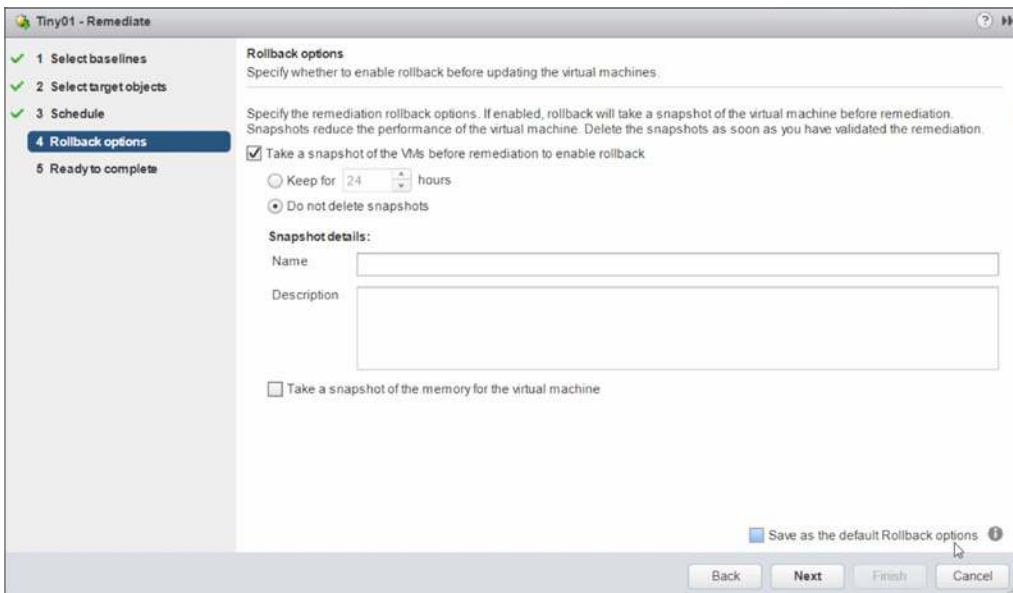 Tiny01 - Remediate
1 Select baselines
2 Select target objects
3 Schedule
4 Rollback options
5 Ready to complete
Rollback options
Specify whether to enable rollback before updating the virtual machines.
Specify the remediation rollback options. If enabled, rollback will take a snapshot of the virtual machine before remediation.
Snapshots reduce the performance of the virtual machine. Delete the snapshots as soon as you have validated the remediation.
Take a snapshot of the VMs before remediation to enable rollback
Keep for 24 hours
Do not delete snapshots
Snapshot details:
Name
Description
Take a snapshot of the memory for the virtual machine
Save as the default Rollback options
Back Next Finish Cancel